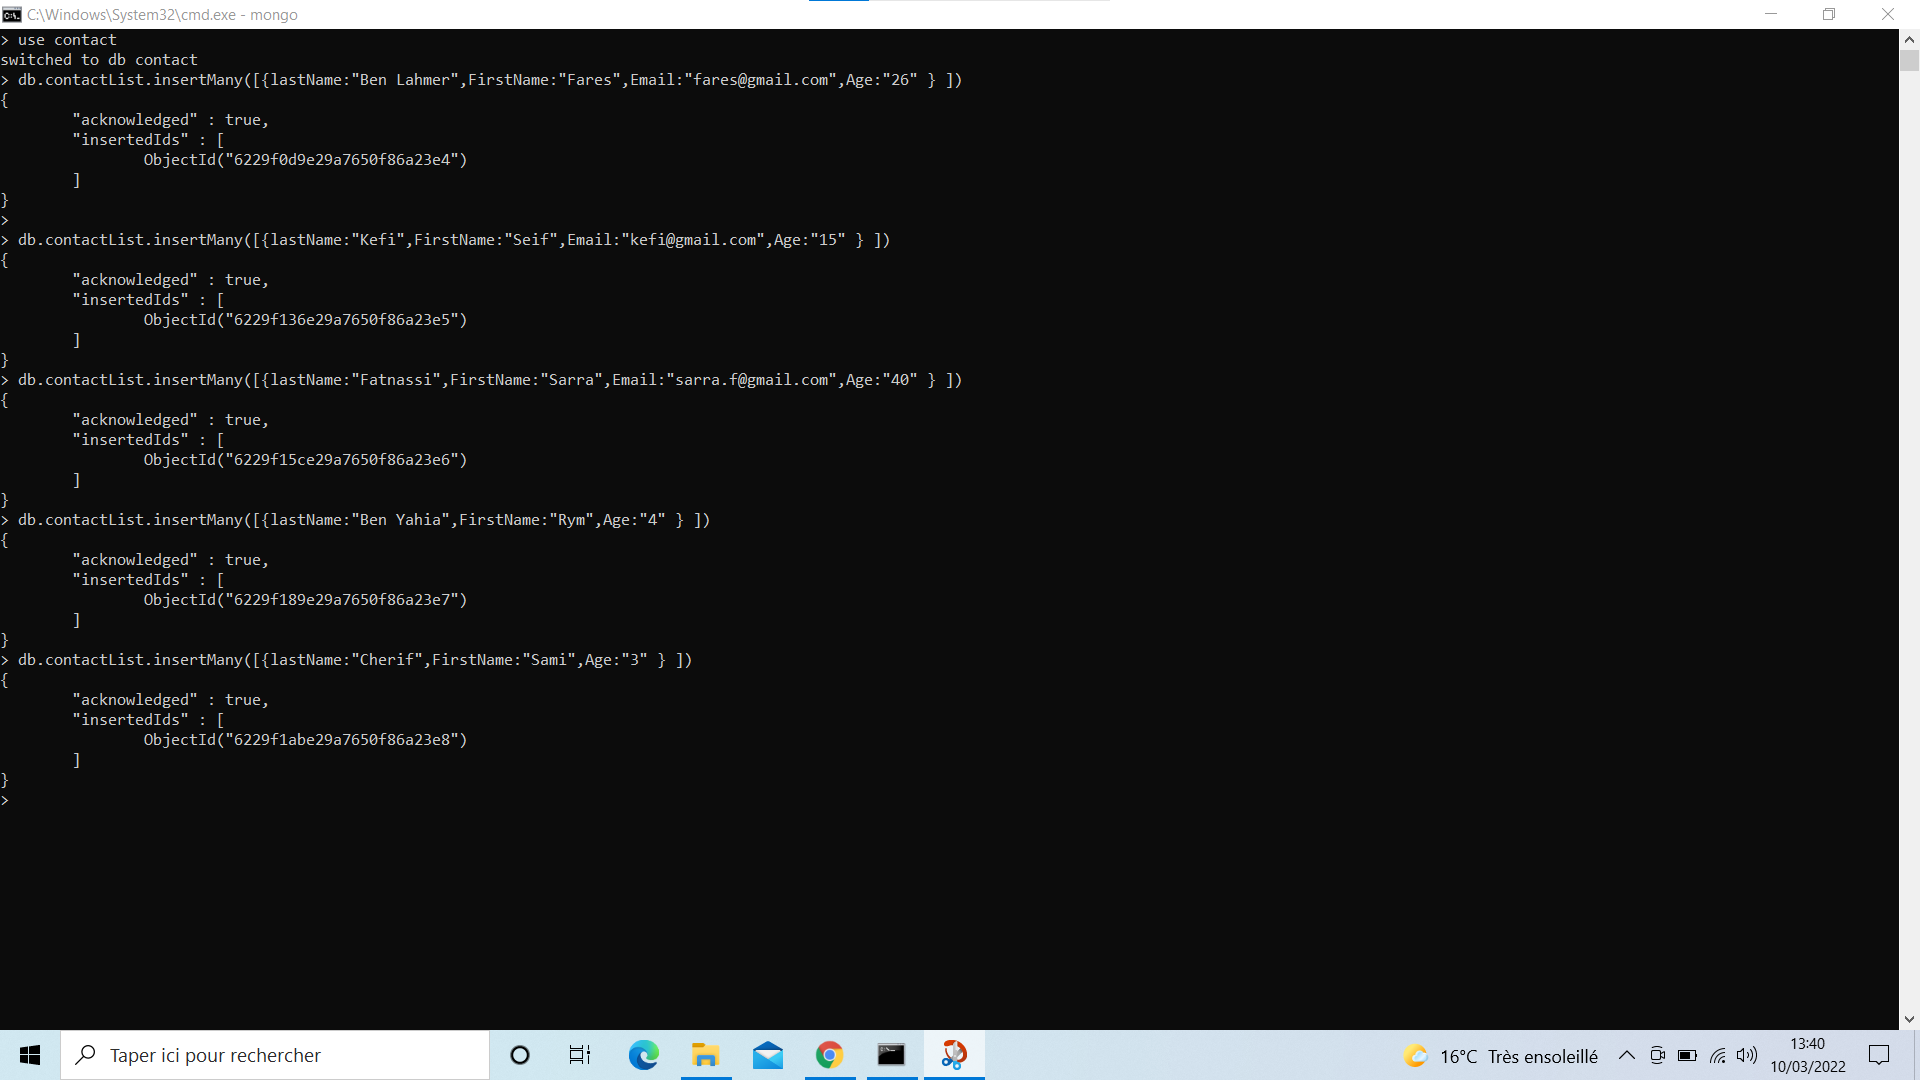 C:\Windows\System32\cmd.exe - mongo
> use contact
switched to db contact
> db.contactList.insertMany([{lastName:"Ben Lahmer",FirstName:"Fares",Email:"fares@gmail.com",Age:"26" } ])
{
        "acknowledged" : true,
        "insertedIds" : [
                ObjectId("6229f0d9e29a7650f86a23e4")
        ]
}
>
> db.contactList.insertMany([{lastName:"Kefi",FirstName:"Seif",Email:"kefi@gmail.com",Age:"15" } ])
{
        "acknowledged" : true,
        "insertedIds" : [
                ObjectId("6229f136e29a7650f86a23e5")
        ]
}
> db.contactList.insertMany([{lastName:"Fatnassi",FirstName:"Sarra",Email:"sarra.f@gmail.com",Age:"40" } ])
{
        "acknowledged" : true,
        "insertedIds" : [
                ObjectId("6229f15ce29a7650f86a23e6")
        ]
}
> db.contactList.insertMany([{lastName:"Ben Yahia",FirstName:"Rym",Age:"4" } ])
{
        "acknowledged" : true,
        "insertedIds" : [
                ObjectId("6229f189e29a7650f86a23e7")
        ]
}
> db.contactList.insertMany([{lastName:"Cherif",FirstName:"Sami",Age:"3" } ])
{
        "acknowledged" : true,
        "insertedIds" : [
                ObjectId("6229f1abe29a7650f86a23e8")
        ]
}
>
Taper ici pour rechercher
16°C Très ensoleillé
13:40
10/03/2022